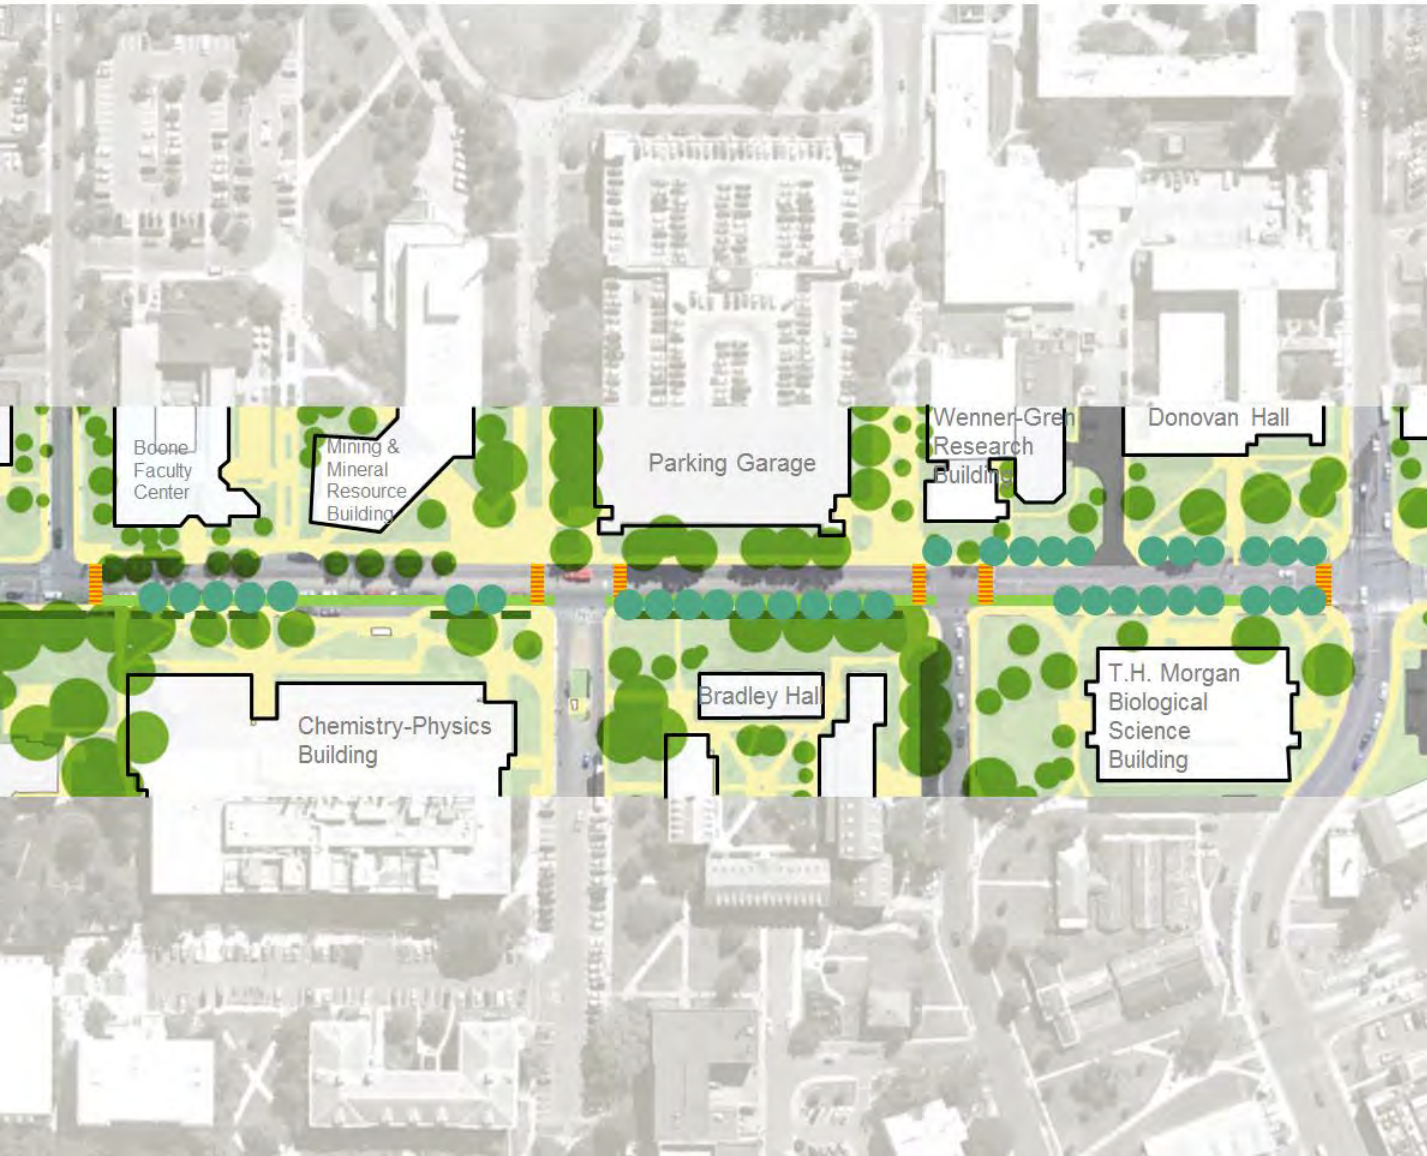 Boone
Faculty
Center
Mining &
Mineral
Resource
Building
Parking Garage
Wenner-Gren
Research
Building
Donovan Hall
Chemistry-Physics
Building
Bradley Hall
T.H. Morgan
Biological
Science
Building